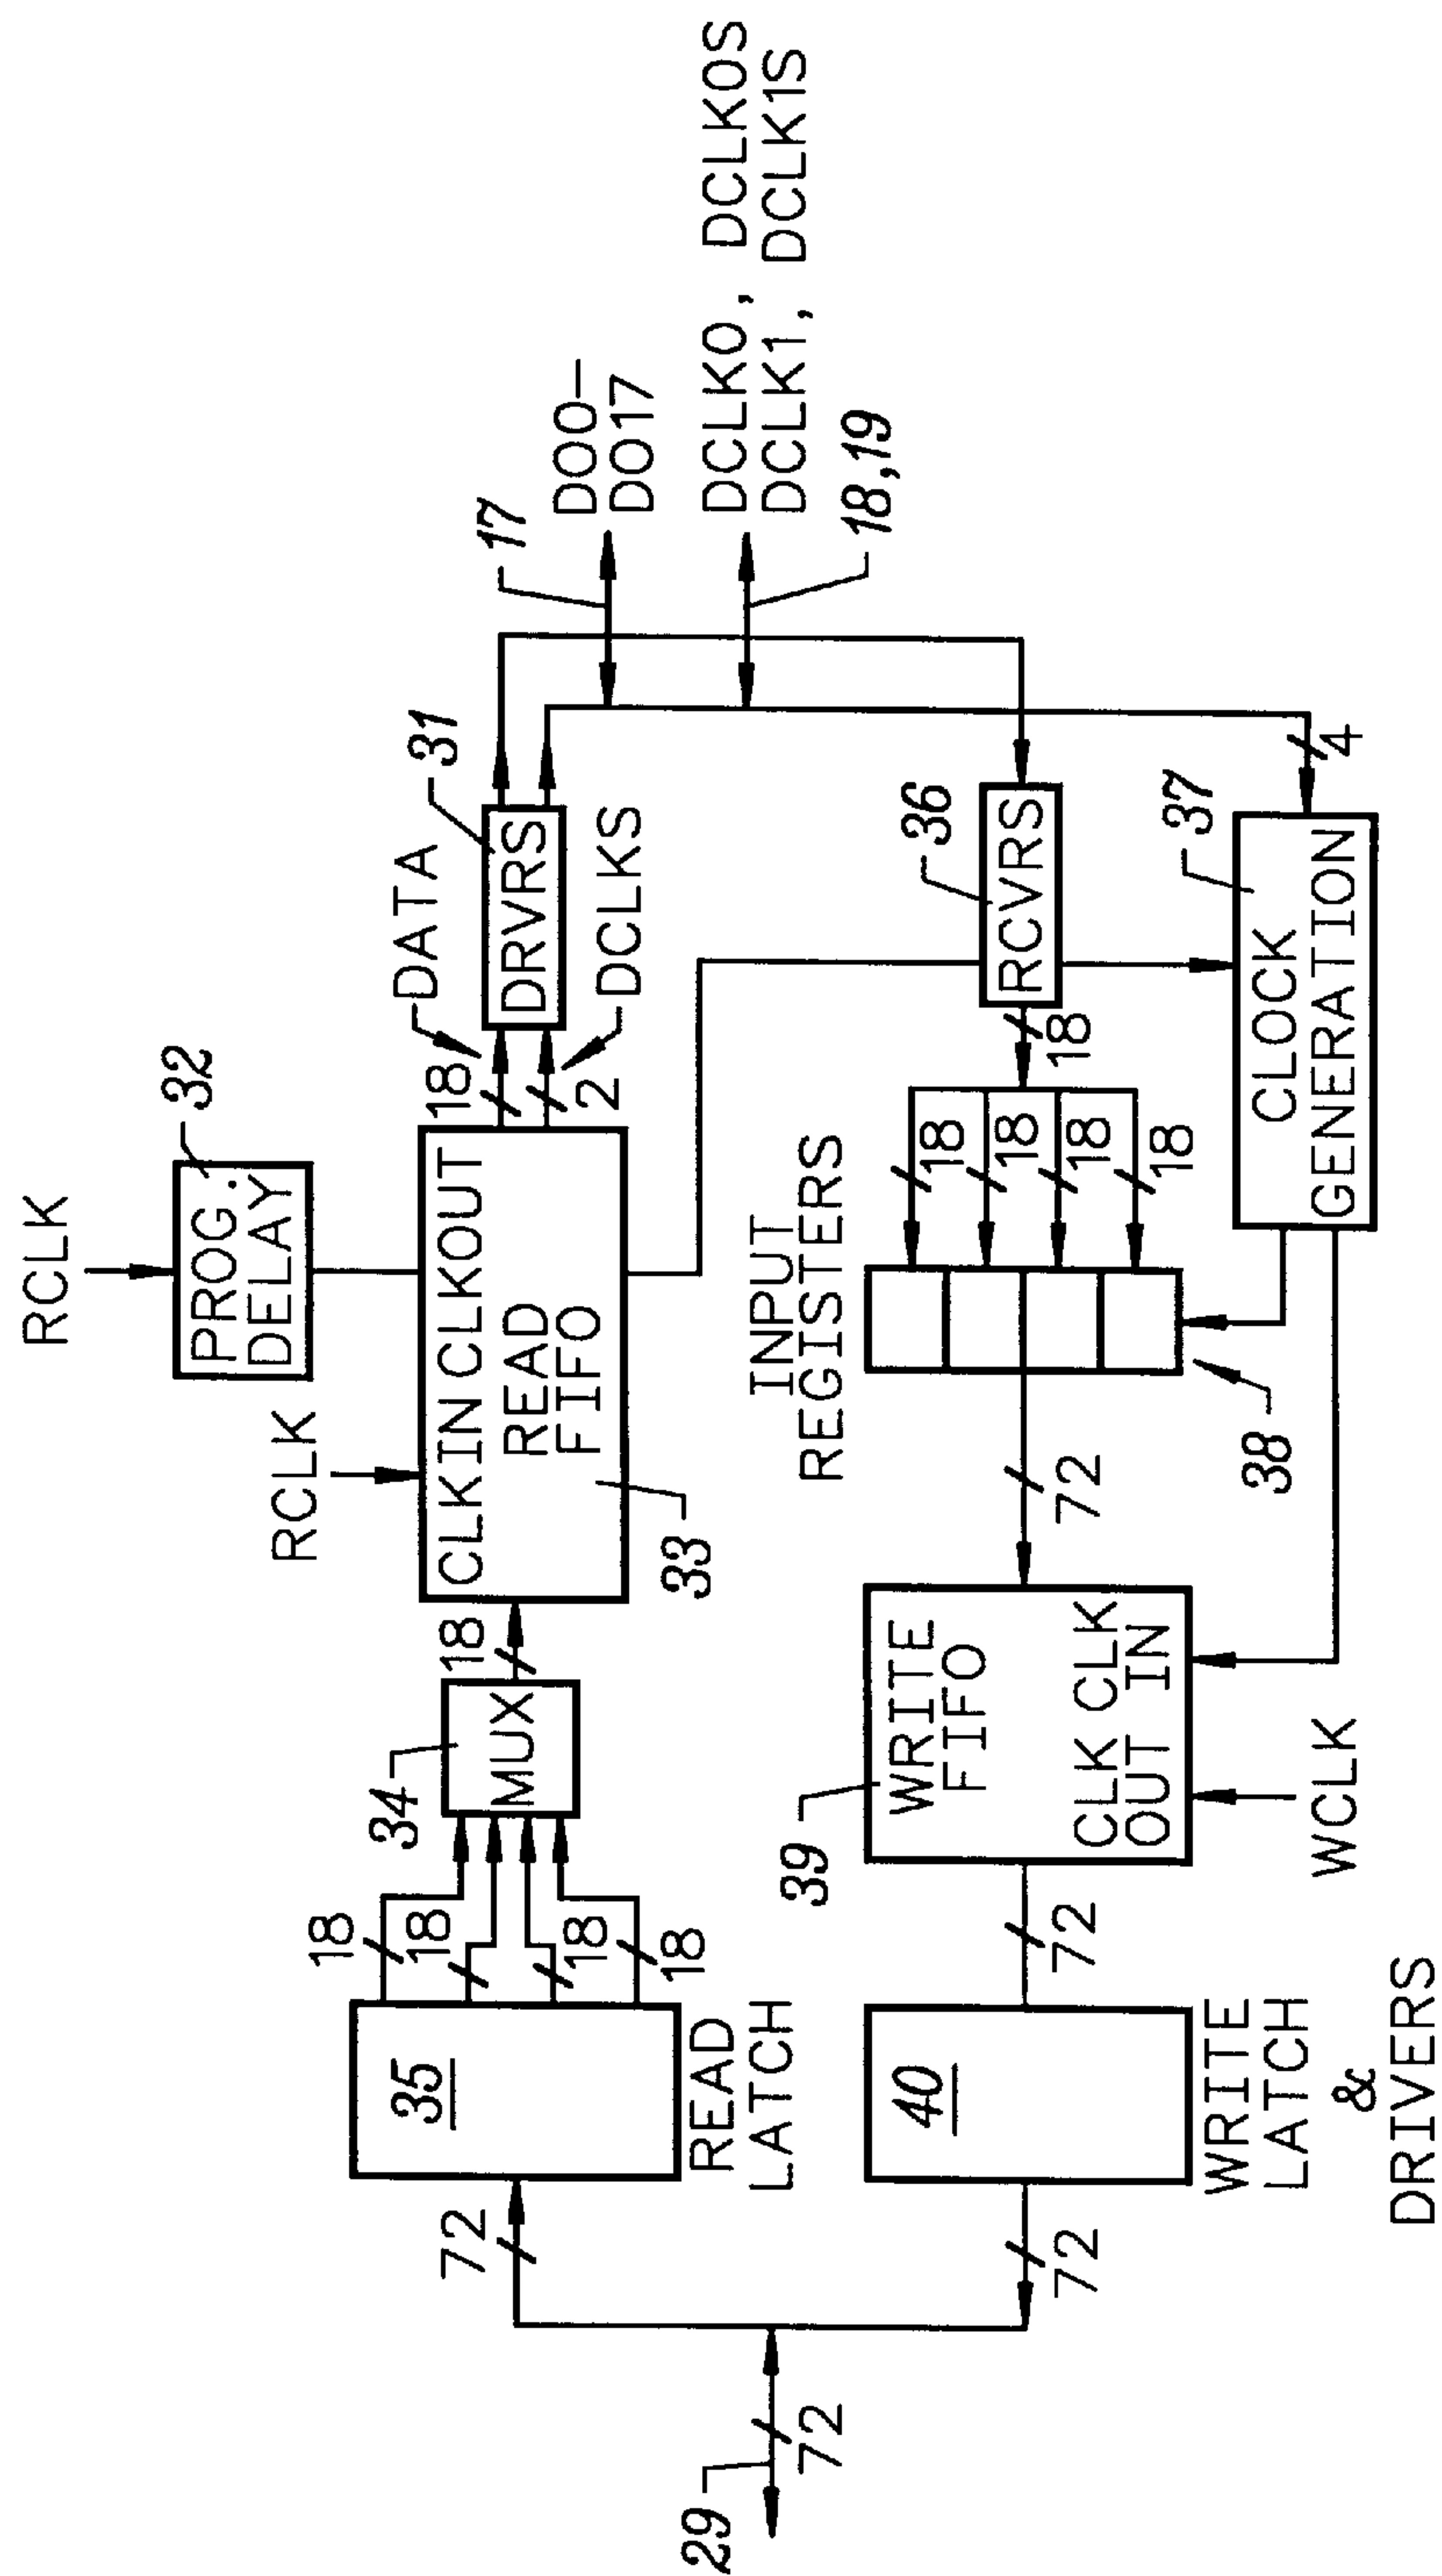 RCLK
PROG.
DELAY
32
RCLK
CLKIN CLKOUT
READ
FIFO
33
18
DATA
2
DCLKS
DRVRS
31
17
DO0—
DO17
DCLK0, DCLK0S
DCLK1, DCLK1S
18,19
18
MUX
34
18
18
18
18
35
READ
LATCH
72
29
72
72
40
WRITE
LATCH
&
DRIVERS
72
39
WRITE
FIFO
CLK CLK
OUT IN
WCLK
72
INPUT
REGISTERS
38
18
18
18
18
18
RCVRS
36
37
CLOCK
GENERATION
4